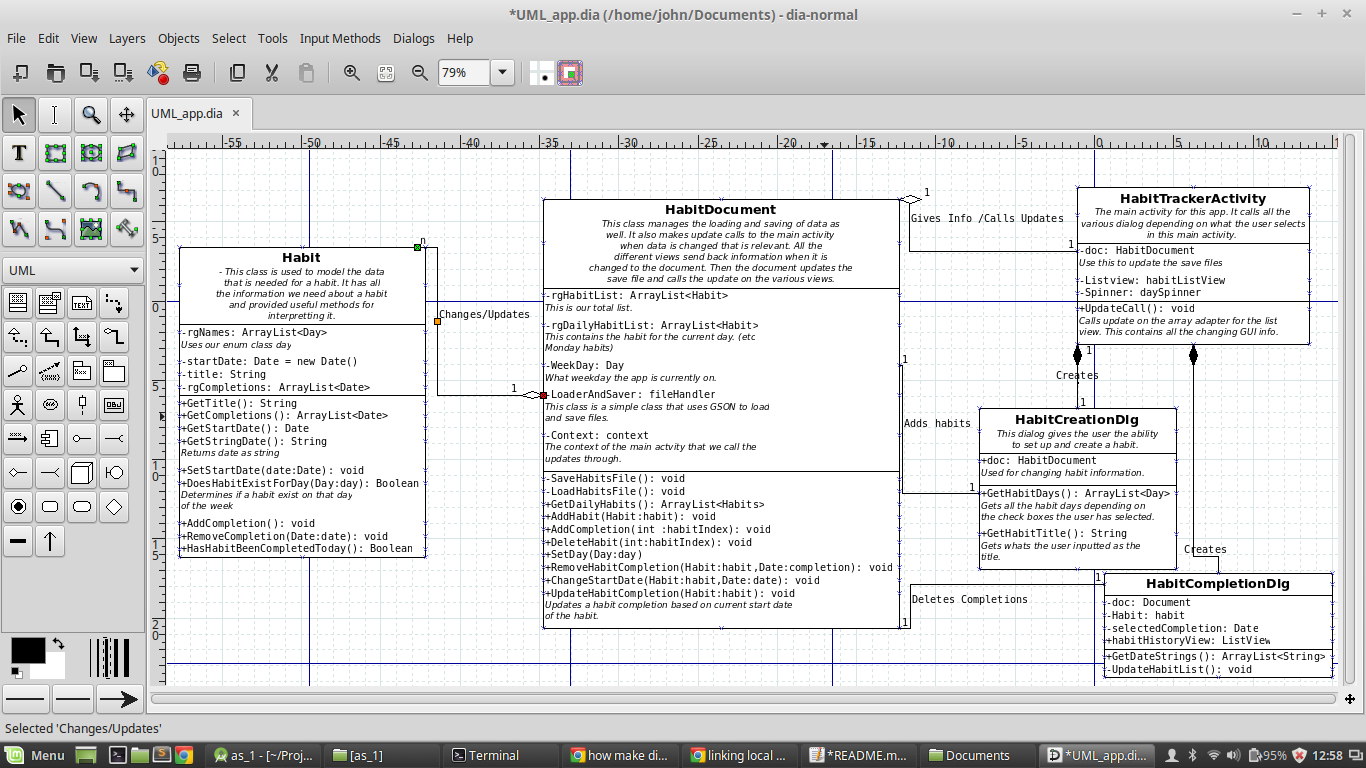 *UML_app.dia (/home/john/Documents) - dia-normal
File Edit View Layers Objects Select Tools Input Methods Dialogs Help
79%
UML_app.dia ×
-55 -50 -45 -40 -35 -30 -25 -20 -15 -10 -5 0 5 10
T
UML
Habit
- This class is used to model the data
that is needed for a habit. It has all
the information we need about a habit
and provided useful methods for
interpreting it.
-rgNames: ArrayList<Day>
Uses our enum class day
-startDate: Date = new Date()
-title: String
-rgCompletions: ArrayList<Date>
+GetTitle(): String
+GetCompletions(): ArrayList<Date>
+GetStartDate(): Date
+GetStringDate(): String
Returns date as string
+SetStartDate(date:Date): void
+DoesHabitExistForDay(Day:day): Boolean
Determines if a habit exist on that day
of the week
+AddCompletion(): void
+RemoveCompletion(Date:date): void
+HasHabitBeenCompletedToday(): Boolean
n
Changes/Updates
1
HabitDocument
This class manages the loading and saving of data as
well. It also makes update calls to the main activity
when data is changed that is relevant. All the
different views send back information when it is
changed to the document. Then the document updates the
save file and calls the update on the various views.
-rgHabitList: ArrayList<Habit>
This is our total list.
-rgDailyHabitList: ArrayList<Habit>
This contains the habit for the current day. (etc
Monday habits)
-WeekDay: Day
What weekday the app is currently on.
-LoaderAndSaver: fileHandler
This class is a simple class that uses GSON to load
and save files.
-Context: context
The context of the main actvity that we call the
updates through.
-SaveHabitsFile(): void
-LoadHabitsFile(): void
+GetDailyHabits(): ArrayList<Habits>
+AddHabit(Habit:habit): void
+AddCompletion(int :habitIndex): void
+DeleteHabit(int:habitIndex): void
+SetDay(Day:day)
+RemoveHabitCompletion(Habit:habit,Date:completion): void
+ChangeStartDate(Habit:habit,Date:date): void
+UpdateHabitCompletion(Habit:habit): void
Updates a habit completion based on current start date
of the habit.
1
Gives Info /Calls Updates
1
HabitTrackerActivity
The main activity for this app. It calls all the
various dialog depending on what the user selects
in this main activity.
-doc: HabitDocument
Use this to update the save files
-Listview: habitListView
-Spinner: daySpinner
+UpdateCall(): void
Calls update on the array adapter for the list
view. This contains all the changing GUI info.
1
Creates
1
1
Adds habits
1
HabitCreationDlg
This dialog gives the user the ability
to set up and create a habit.
+doc: HabitDocument
Used for changing habit information.
+GetHabitDays(): ArrayList<Day>
Gets all the habit days depending on
the check boxes the user has selected.
+GetHabitTitle(): String
Gets whats the user inputted as the
title.
Creates
1
Deletes Completions
1
HabitCompletionDlg
-doc: Document
-Habit: habit
-selectedCompletion: Date
+habitHistoryView: ListView
+GetDateStrings(): ArrayList<String>
-UpdateHabitList(): void
Selected 'Changes/Updates'
Menu as_1 - [~/Proj... [as_1] Terminal how make di... linking local ... *README.m... Documents *UML_app.di... 95% 12:58